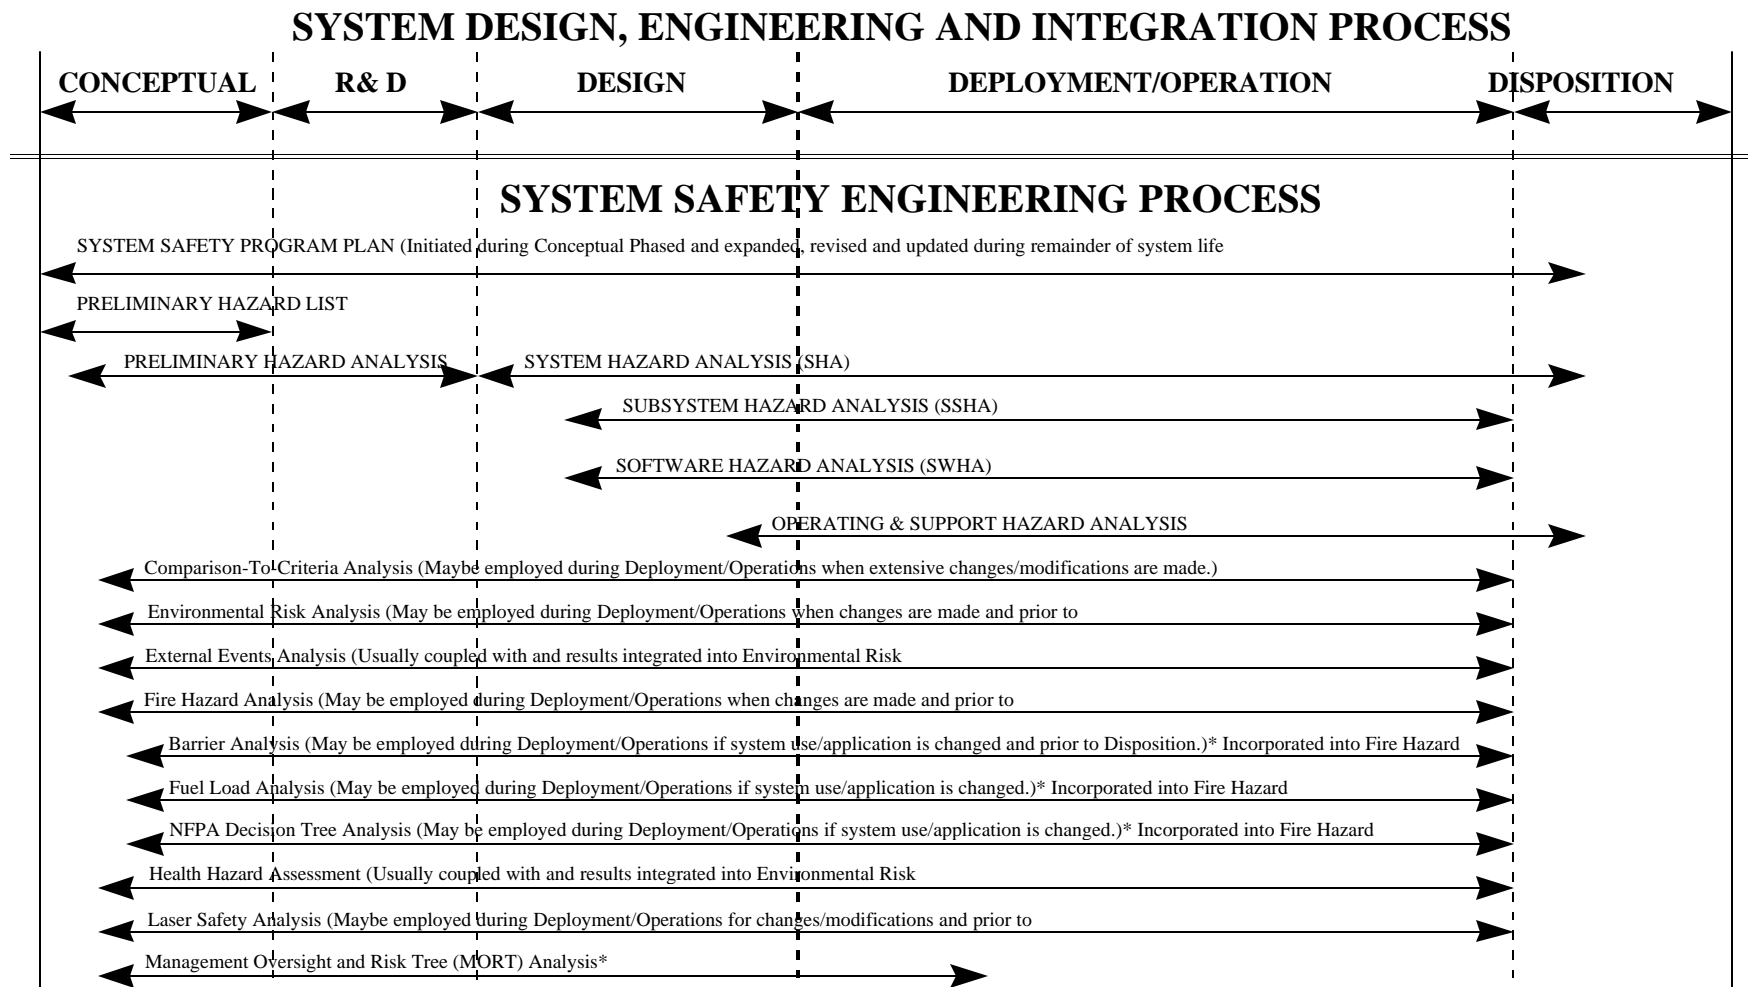 SYSTEM DESIGN, ENGINEERING AND INTEGRATION PROCESS
CONCEPTUAL R& D DESIGN DEPLOYMENT/OPERATION DISPOSITION
SYSTEM SAFETY ENGINEERING PROCESS
SYSTEM SAFETY PROGRAM PLAN (Initiated during Conceptual Phased and expanded, revised and updated during remainder of system life
PRELIMINARY HAZARD LIST
PRELIMINARY HAZARD ANALYSIS SYSTEM HAZARD ANALYSIS (SHA)
SUBSYSTEM HAZARD ANALYSIS (SSHA)
SOFTWARE HAZARD ANALYSIS (SWHA)
OPERATING & SUPPORT HAZARD ANALYSIS
Comparison-To-Criteria Analysis (Maybe employed during Deployment/Operations when extensive changes/modifications are made.)
Environmental Risk Analysis (May be employed during Deployment/Operations when changes are made and prior to
External Events Analysis (Usually coupled with and results integrated into Environmental Risk
Fire Hazard Analysis (May be employed during Deployment/Operations when changes are made and prior to
Barrier Analysis (May be employed during Deployment/Operations if system use/application is changed and prior to Disposition.)* Incorporated into Fire Hazard
Fuel Load Analysis (May be employed during Deployment/Operations if system use/application is changed.)* Incorporated into Fire Hazard
NFPA Decision Tree Analysis (May be employed during Deployment/Operations if system use/application is changed.)* Incorporated into Fire Hazard
Health Hazard Assessment (Usually coupled with and results integrated into Environmental Risk
Laser Safety Analysis (Maybe employed during Deployment/Operations for changes/modifications and prior to
Management Oversight and Risk Tree (MORT) Analysis*